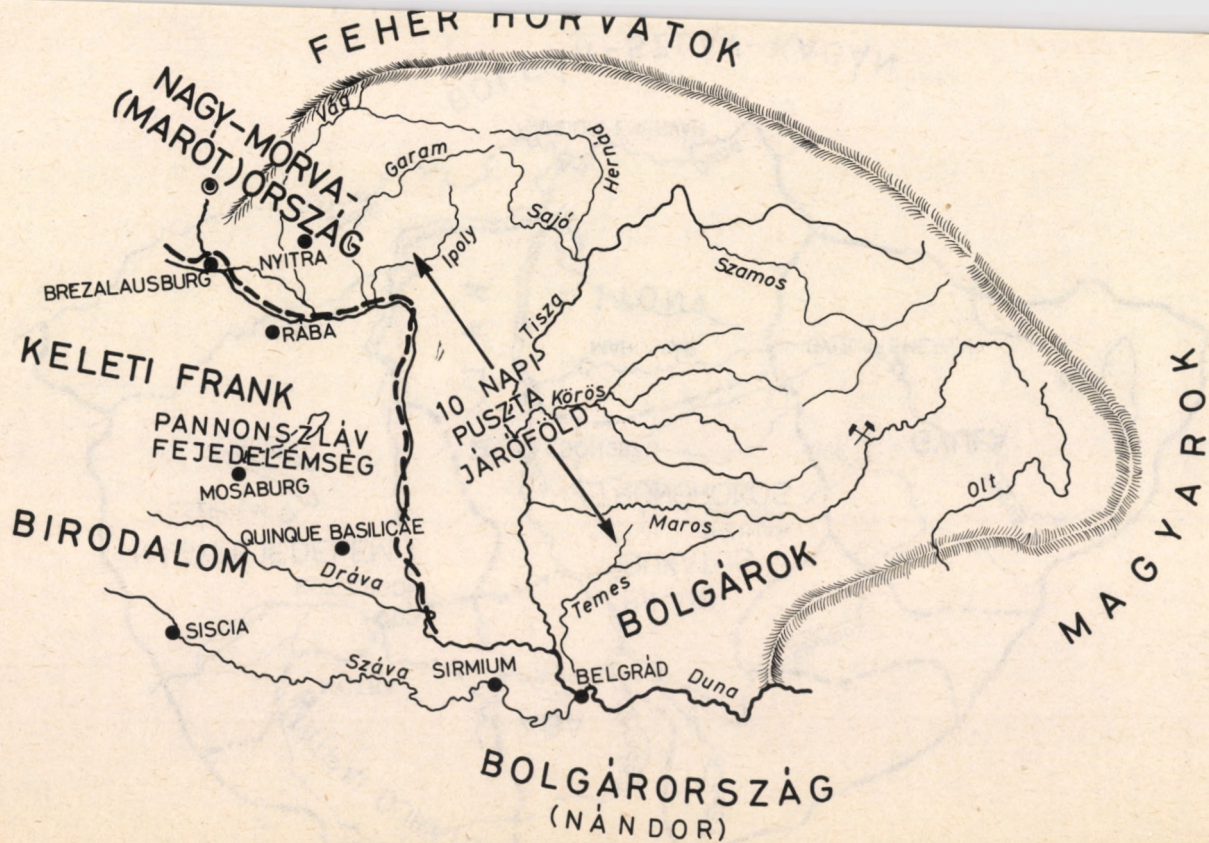 FEHÉR HORVÁTOK
NAGY-MORVA-
(MARÓT)ORSZÁG
Vág
Garam
Hernád
Sajó
Ipoly
NYITRA
BREZALAUSBURG
RÁBA
Szamos
Tisza
KELETI FRANK
10 NAPI
PUSZTA
JÁRÓFÖLD
Körös
PANNONSZLÁV
FEJEDELEMSÉG
MOSABURG
Olt
MAGYAROK
Maros
BIRODALOM
QUINQUE BASILICAE
Dráva
Temes
BOLGÁROK
SISCIA
Száva
SIRMIUM
BELGRÁD
Duna
BOLGÁRORSZÁG
(NÁNDOR)